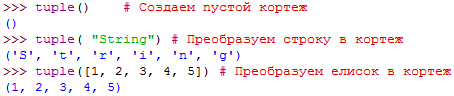 >>> tuple()    # Создаем пустой кортеж
()
>>> tuple( "String") # Преобразуем строку в кортеж
('S', 't', 'r', 'i', 'n', 'g')
>>> tuple([1, 2, 3, 4, 5]) # Преобразуем елисок в кортеж
(1, 2, 3, 4, 5)